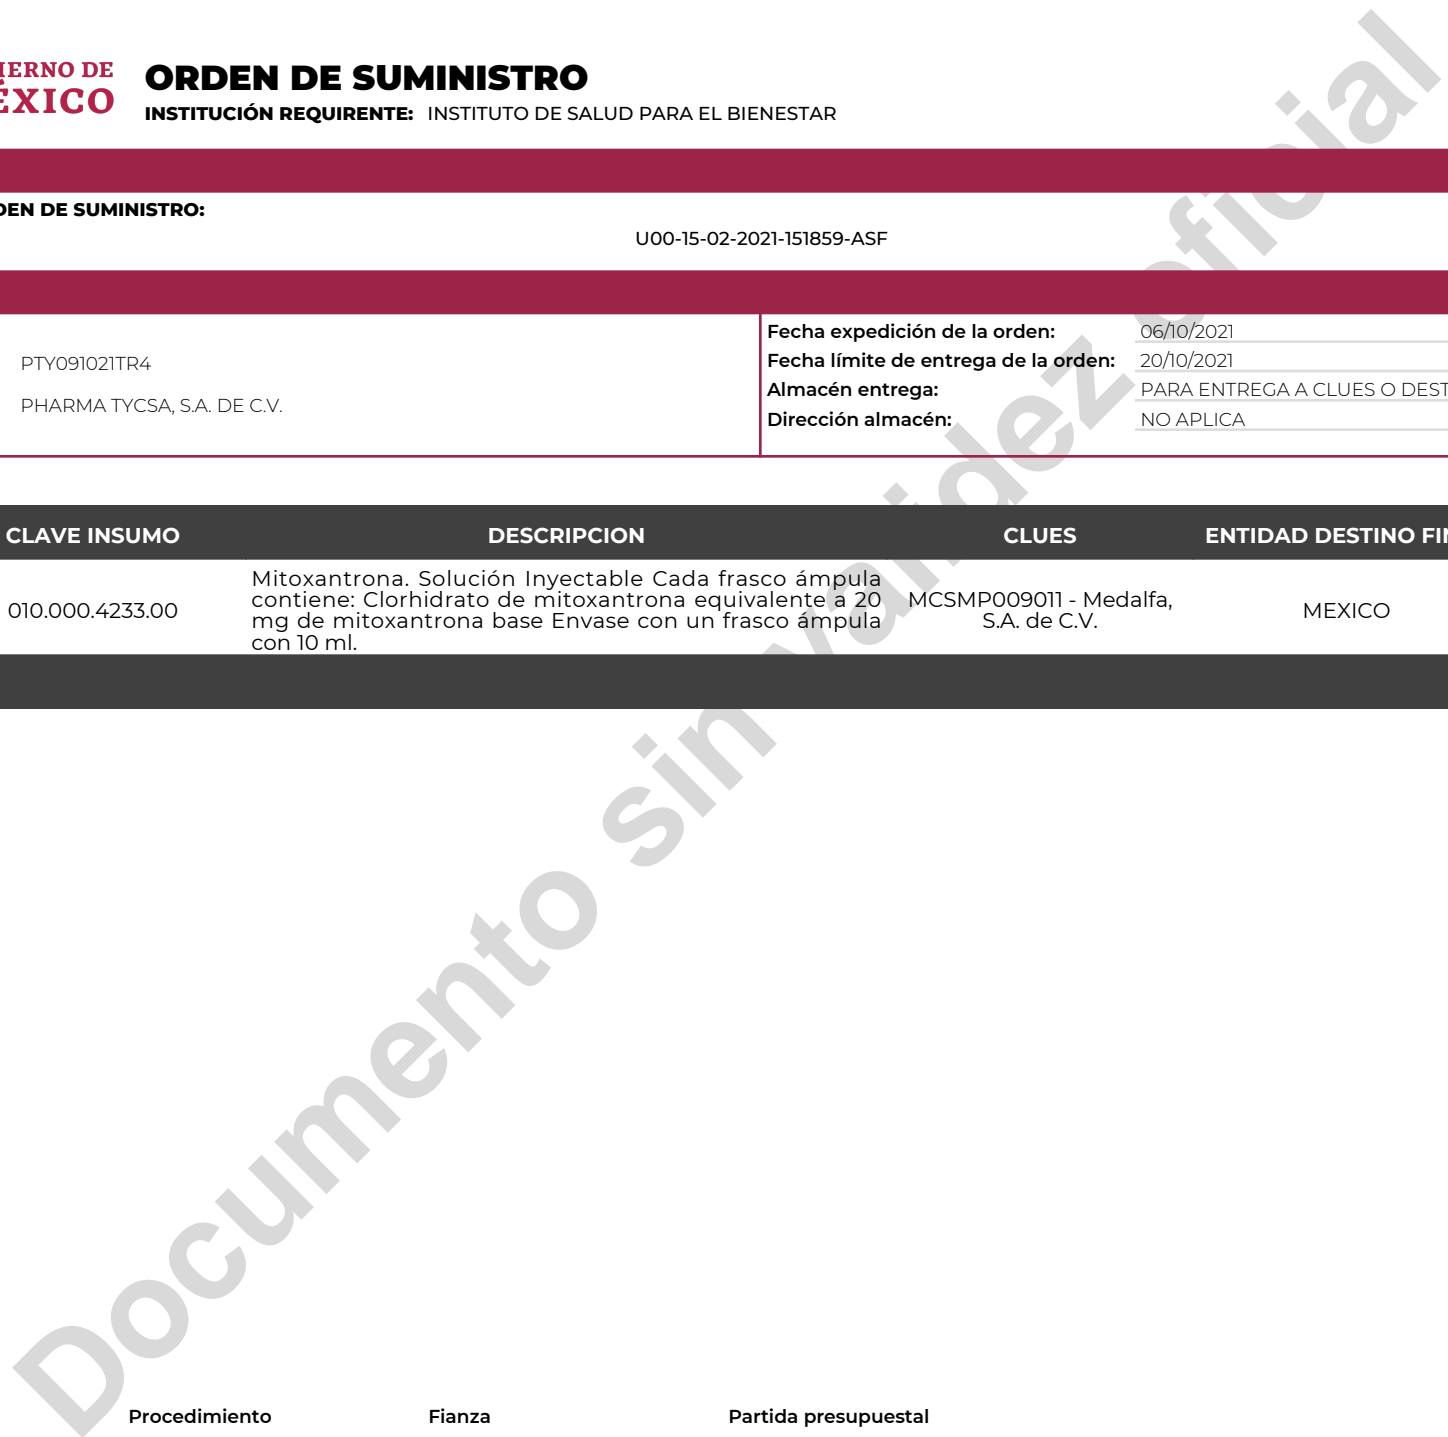 IERNO DE
ÉXICO
ORDEN DE SUMINISTRO
INSTITUCIÓN REQUIRENTE: INSTITUTO DE SALUD PARA EL BIENESTAR
DEN DE SUMINISTRO:
U00-15-02-2021-151859-ASF
PTY091021TR4
PHARMA TYCSA, S.A. DE C.V.
Fecha expedición de la orden: 06/10/2021
Fecha límite de entrega de la orden: 20/10/2021
Almacén entrega: PARA ENTREGA A CLUES O DEST
Dirección almacén: NO APLICA
CLAVE INSUMO DESCRIPCION CLUES ENTIDAD DESTINO FIN
010.000.4233.00
Mitoxantrona. Solución Inyectable Cada frasco ámpula
contiene: Clorhidrato de mitoxantrona equivalente a 20
mg de mitoxantrona base Envase con un frasco ámpula
con 10 ml.
MCSMP009011 - Medalfa,
S.A. de C.V.
MEXICO
Documento sin validez oficial
Procedimiento Fianza Partida presupuestal